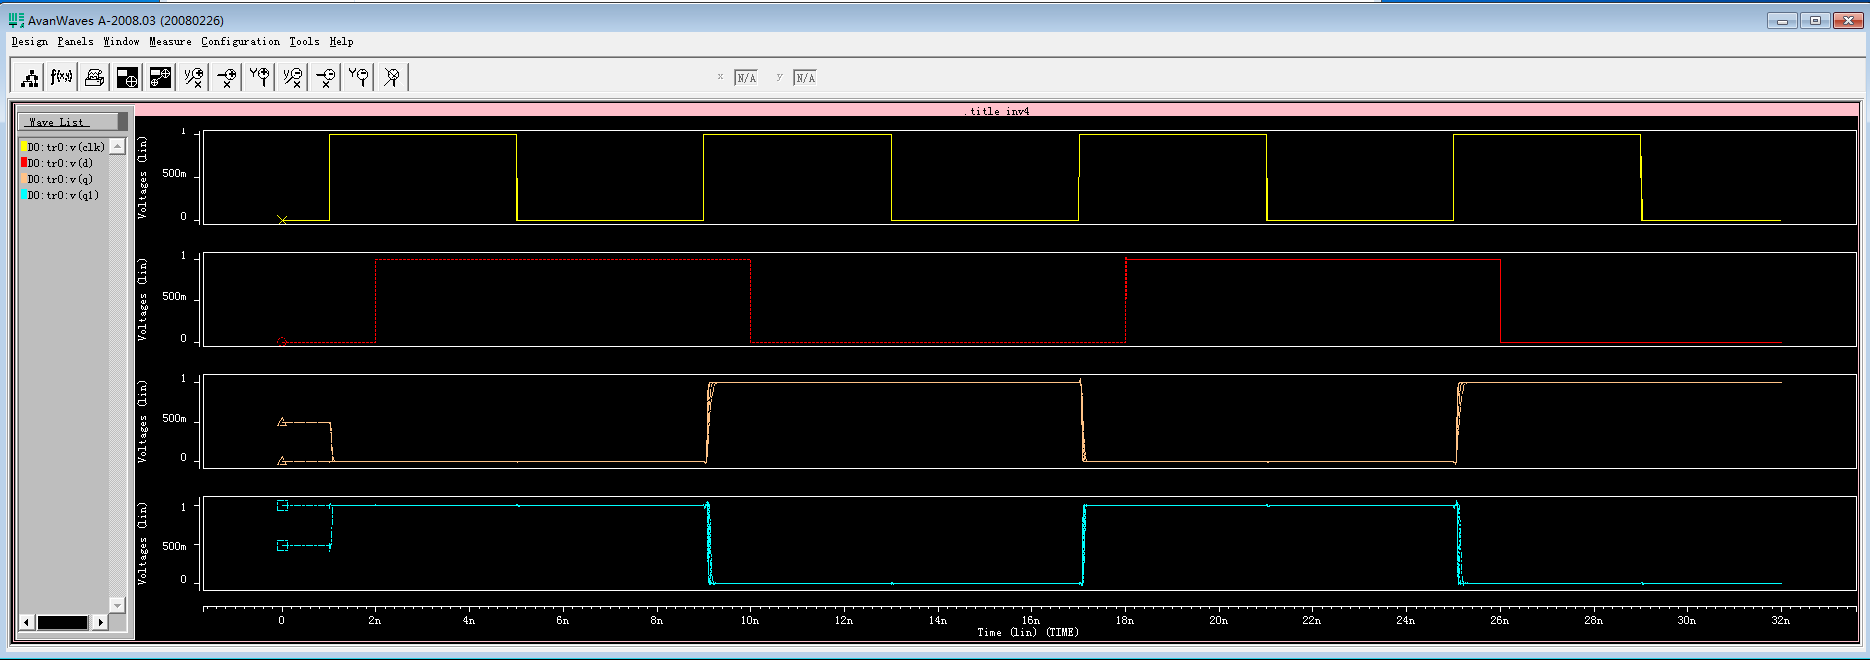 AvanWaves A-2008.03 (20080226)
Design Panels Window Measure Configuration Tools Help
f(x) x N/A y N/A
.title inv4
Wave List
D0:tr0:v(clk)
D0:tr0:v(d)
D0:tr0:v(q)
D0:tr0:v(q1)
Voltages (lin)
1
500m
0
Voltages (lin)
1
500m
0
Voltages (lin)
1
500m
0
Voltages (lin)
1
500m
0
0 2n 4n 6n 8n 10n 12n 14n 16n 18n 20n 22n 24n 26n 28n 30n 32n
Time (lin) (TIME)